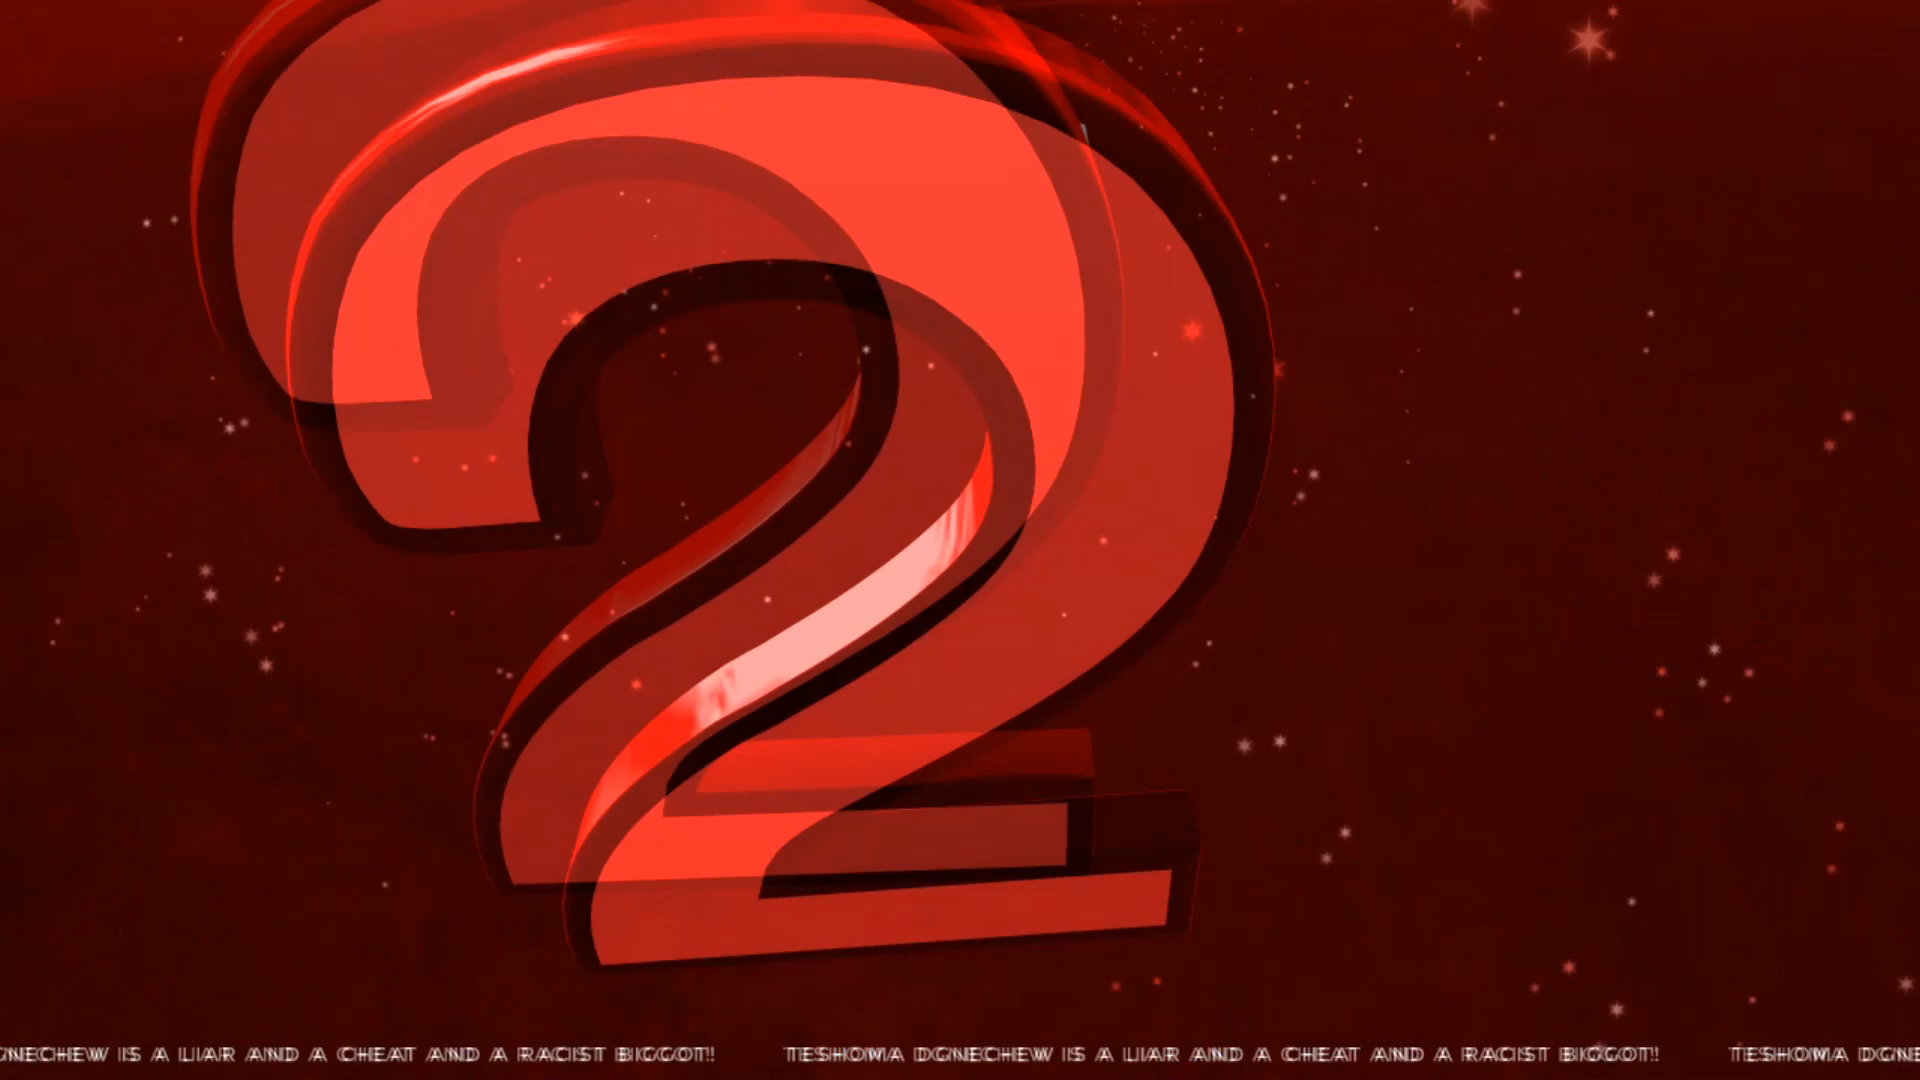 2
GNECHEW IS A LIAR AND A CHEAT AND A RACIST BIGGOT!! TESHOMA DGNECHEW IS A LIAR AND A CHEAT AND A RACIST BIGGOT!! TESHOMA DGNE